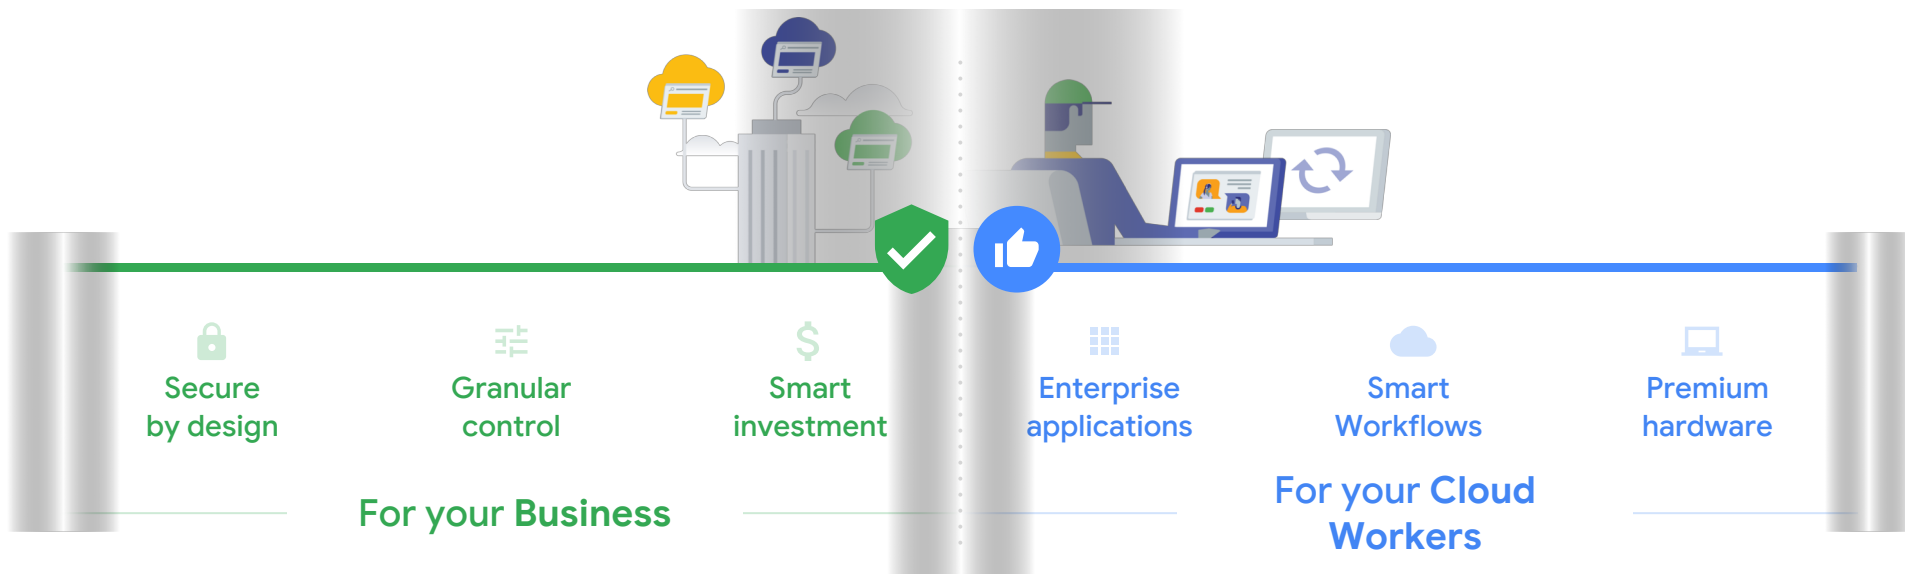 Secure
by design
Granular
control
Smart
investment
For your Business
Enterprise
applications
Smart
Workflows
Premium
hardware
For your Cloud
Workers